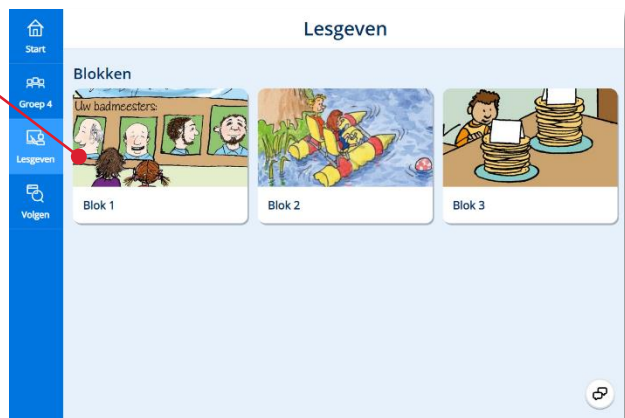 Start
Groep 4
Lesgeven
Volgen
Lesgeven
Blokken
Uw badmeesters:
Blok 1
Blok 2
Blok 3